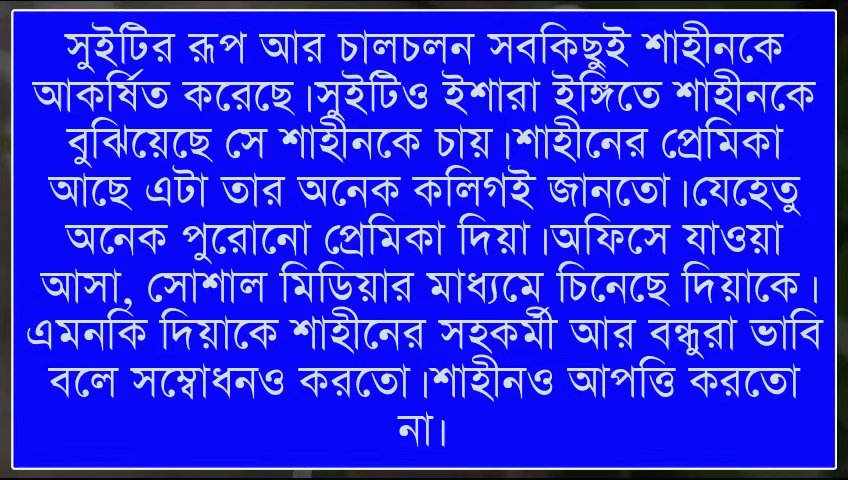 সুইটির রূপ আর চালচলন সবকিছুই শাহীনকে
আকর্ষিত করেছে।সুইটিও ইশারা ইঙ্গিতে শাহীনকে
বুঝিয়েছে সে শাহীনকে চায়।শাহীনের প্রেমিকা
আছে এটা তার অনেক কলিগই জানতো।যেহেতু
অনেক পুরোনো প্রেমিকা দিয়া।অফিসে যাওয়া
আসা, সোশাল মিডিয়ার মাধ্যমে চিনেছে দিয়াকে।
এমনকি দিয়াকে শাহীনের সহকর্মী আর বন্ধুরা ভাবি
বলে সম্বোধনও করতো।শাহীনও আপত্তি করতো
না।